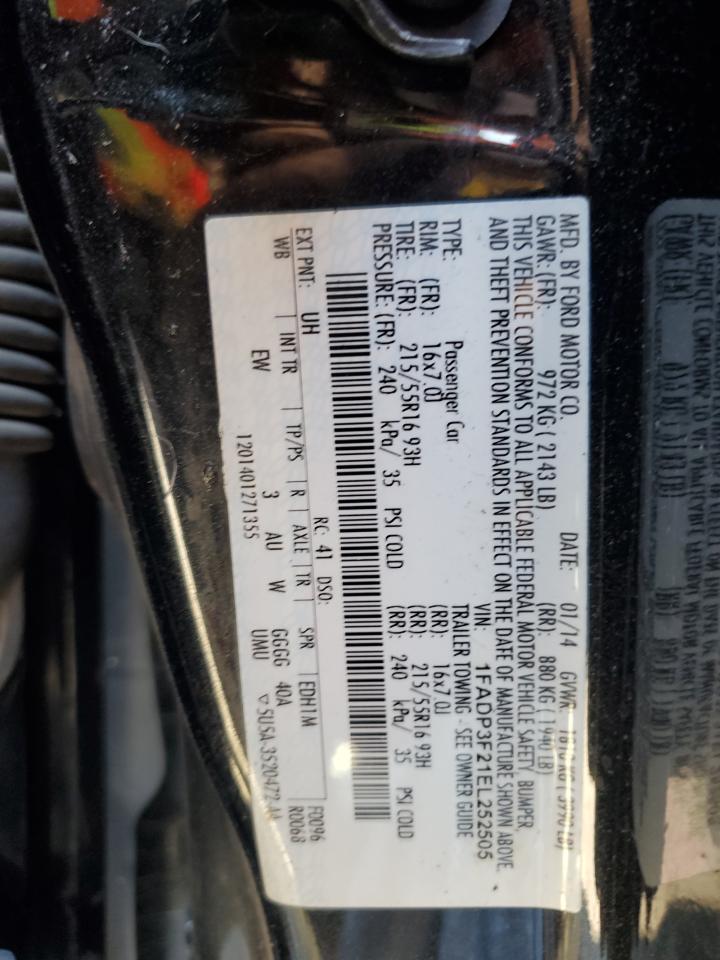 MFD. BY FORD MOTOR CO. DATE: 01/14 GVWR:
GAWR: (FR): 972 KG ( 2143 LB) (RR): 880 KG ( 1940 LB)
THIS VEHICLE CONFORMS TO ALL APPLICABLE FEDERAL MOTOR VEHICLE SAFETY, BUMPER,
AND THEFT PREVENTION STANDARDS IN EFFECT ON THE DATE OF MANUFACTURE SHOWN ABOVE.
VIN: 1FADP3F21EL252505
TYPE: Passenger Car TRAILER TOWING - SEE OWNER GUIDE
RIM: (FR): 16x7.0J (RR): 16x7.0J
TIRE: (FR): 215/55R16 93H (RR): 215/55R16 93H
PRESSURE: (FR): 240 kPa/ 35 PSI COLD (RR): 240 kPa/ 35 PSI COLD
F0096
R0068
EXT PNT: UH RC: 41 DSO:
WB INT TR TP/PS R AXLE TR SPR EDH1M
EW 3 AU W GGGG 40A
UMU
1201401271355 ▽5U5A-3520472-